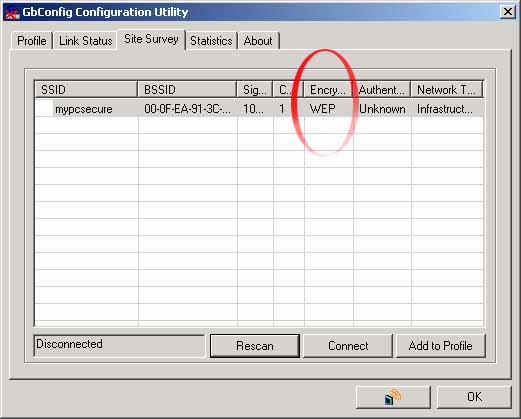 GbConfig Configuration Utility
Profile Link Status Site Survey Statistics About
SSID BSSID Sig... C... Encry... Authent... Network T...
mypcsecure 00-0F-EA-91-3C-... 10... 1 WEP Unknown Infrastruct...
Disconnected Rescan Connect Add to Profile
OK